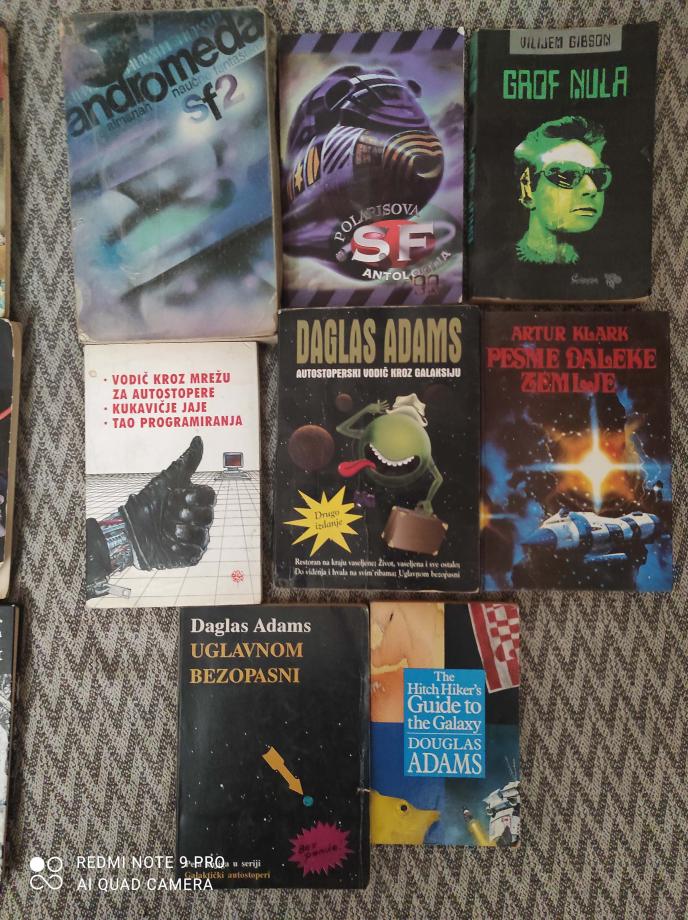 andromeda
almanah naučne fantastike
sf2
POLARISOVA
SF
ANTOLOGIJA
VILIJEM GIBSON
GROF NULA
• VODIČ KROZ MREŽU
ZA AUTOSTOPERE
• KUKAVIČJE JAJE
• TAO PROGRAMIRANJA
DAGLAS ADAMS
AUTOSTOPERSKI VODIČ KROZ GALAKSIJU
Drugo
izdanje
Restoran na kraju vaseljene; Život, vaseljena i sve ostalo;
Do viđenja i hvala na svim ribama; Uglavnom bezopasni
ARTUR KLARK
PESME DALEKE
ZEMLJE
Daglas Adams
UGLAVNOM
BEZOPASNI
knjiga u seriji
Galaktički autostoperi
The
Hitch Hiker's
Guide to
the Galaxy
DOUGLAS
ADAMS
REDMI NOTE 9 PRO
AI QUAD CAMERA